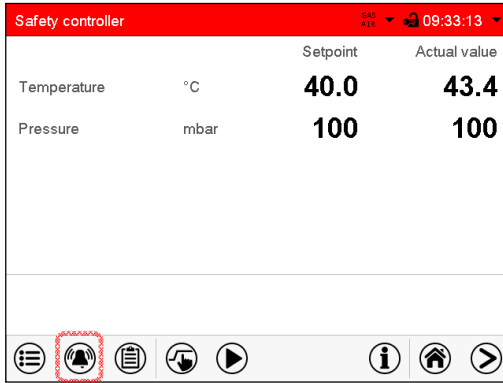 Safety controller GAS AIR 09:33:13
Setpoint Actual value
Temperature °C 40.0 43.4
Pressure mbar 100 100